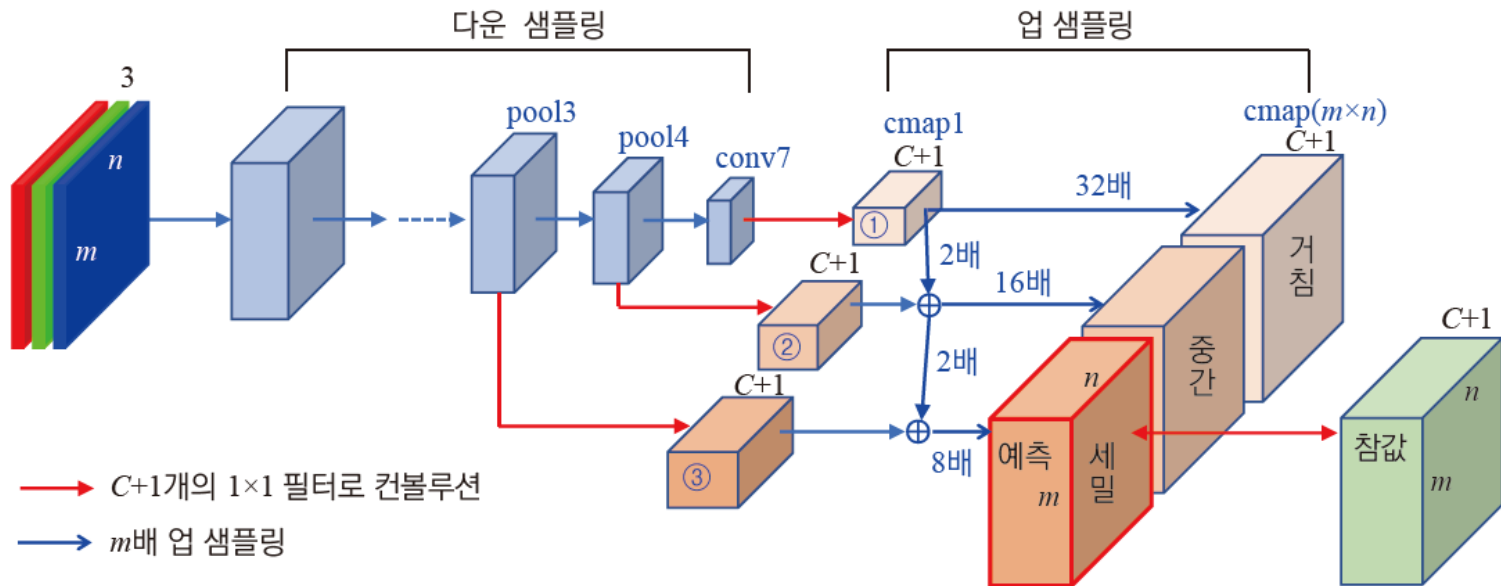 다운 샘플링
업 샘플링
3
n
m
pool3
pool4
conv7
cmap1
C+1
①
cmap(m×n)
C+1
32배
거침
2배
C+1
②
16배
중간
2배
C+1
③
8배
예측
n
m
세밀
C+1
참값
n
m
C+1개의 1×1 필터로 컨볼루션
m배 업 샘플링